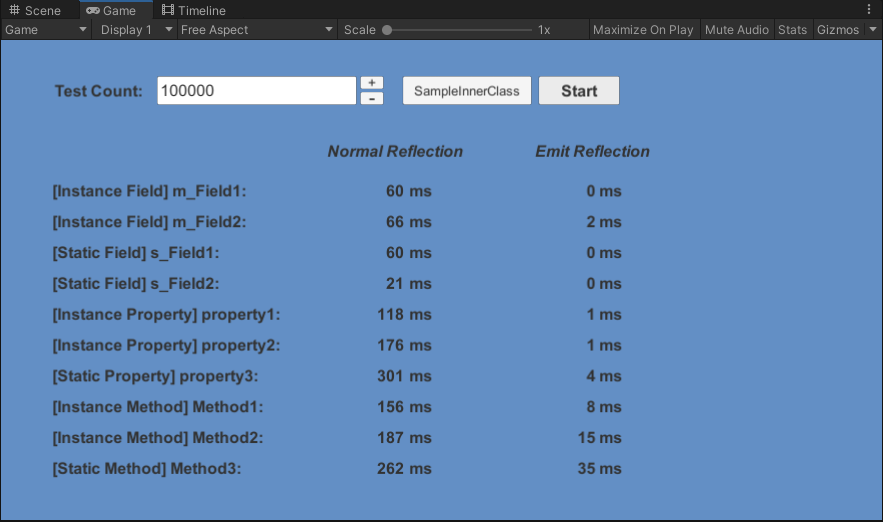 Scene Game Timeline
Game Display 1 Free Aspect Scale 1x Maximize On Play Mute Audio Stats Gizmos
Test Count: 100000 + - SampleInnerClass Start
Normal Reflection Emit Reflection
[Instance Field] m_Field1: 60 ms 0 ms
[Instance Field] m_Field2: 66 ms 2 ms
[Static Field] s_Field1: 60 ms 0 ms
[Static Field] s_Field2: 21 ms 0 ms
[Instance Property] property1: 118 ms 1 ms
[Instance Property] property2: 176 ms 1 ms
[Static Property] property3: 301 ms 4 ms
[Instance Method] Method1: 156 ms 8 ms
[Instance Method] Method2: 187 ms 15 ms
[Static Method] Method3: 262 ms 35 ms